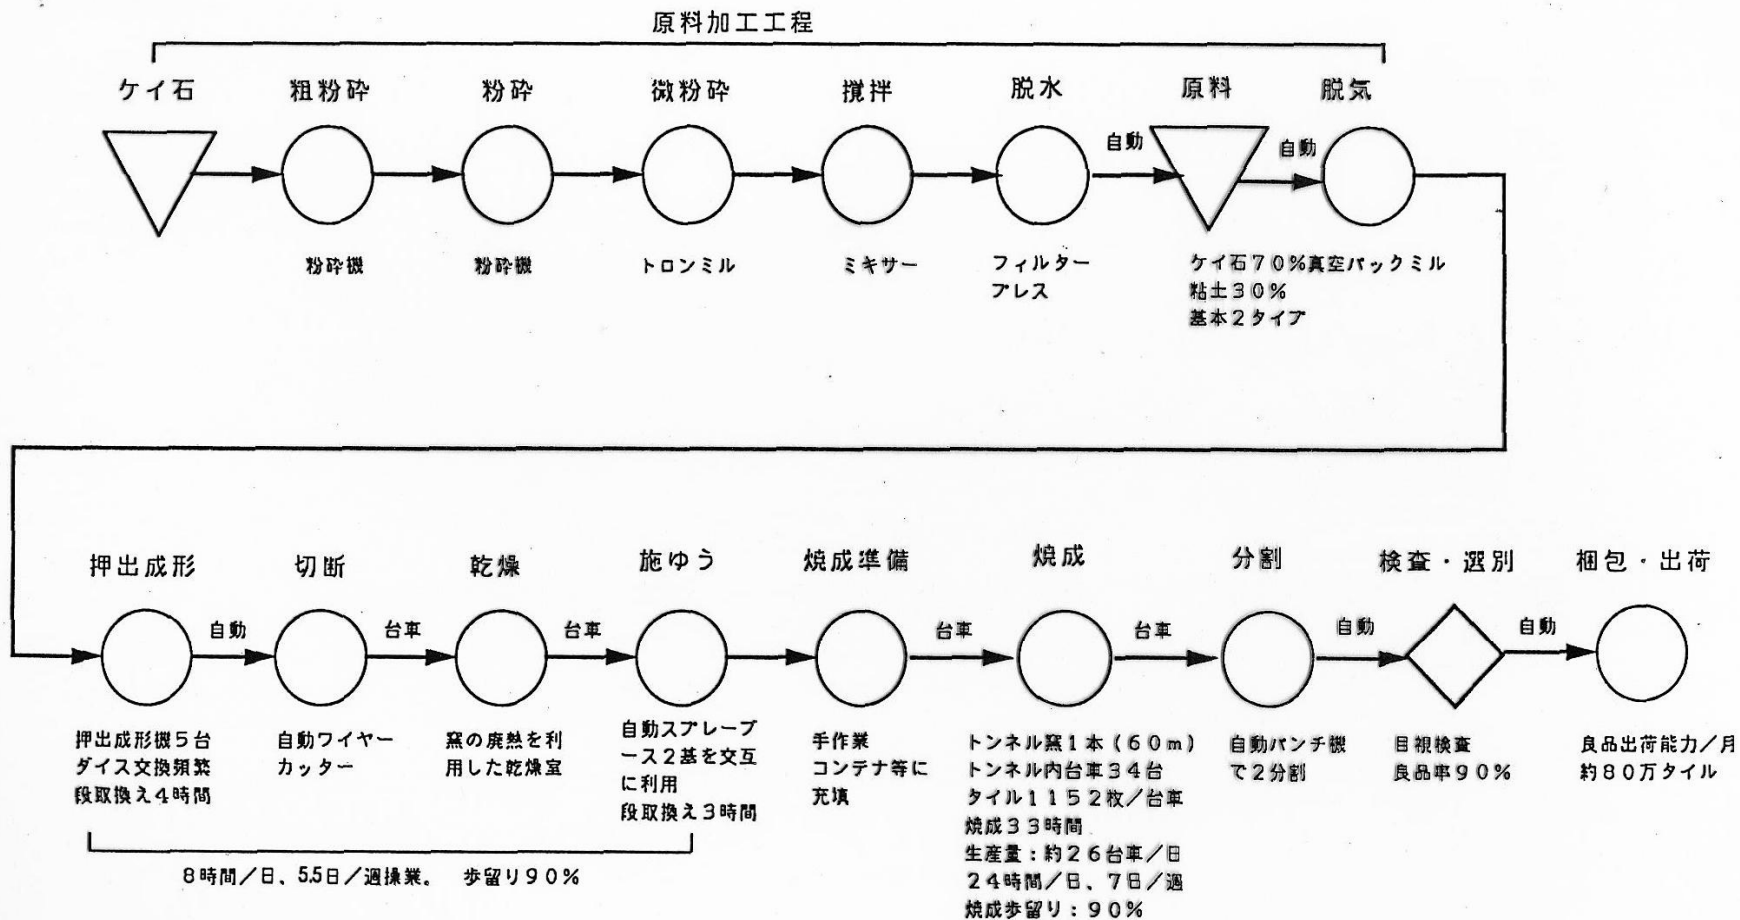 原料加工工程
ケイ石
粗粉砕
粉砕
微粉砕
撹拌
脱水
原料
脱気
自動
自動
粉砕機
粉砕機
トロンミル
ミキサー
フィルター
プレス
ケイ石70%
粘土30%
基本2タイプ
真空パックミル
押出成形
切断
乾燥
施ゆう
焼成準備
焼成
分割
検査・選別
梱包・出荷
自動
台車
台車
台車
台車
自動
自動
押出成形機5台
ダイス交換頻繁
段取換え4時間
自動ワイヤー
カッター
窯の廃熱を利
用した乾燥室
自動スプレーブ
ース2基を交互
に利用
段取換え3時間
手作業
コンテナ等に
充填
トンネル窯1本(60m)
トンネル内台車34台
タイル1152枚/台車
焼成33時間
生産量:約26台車/日
24時間/日、7日/週
焼成歩留り:90%
自動パンチ機
で2分割
目視検査
良品率90%
良品出荷能力/月
約80万タイル
8時間/日、5.5日/週操業。 歩留り90%